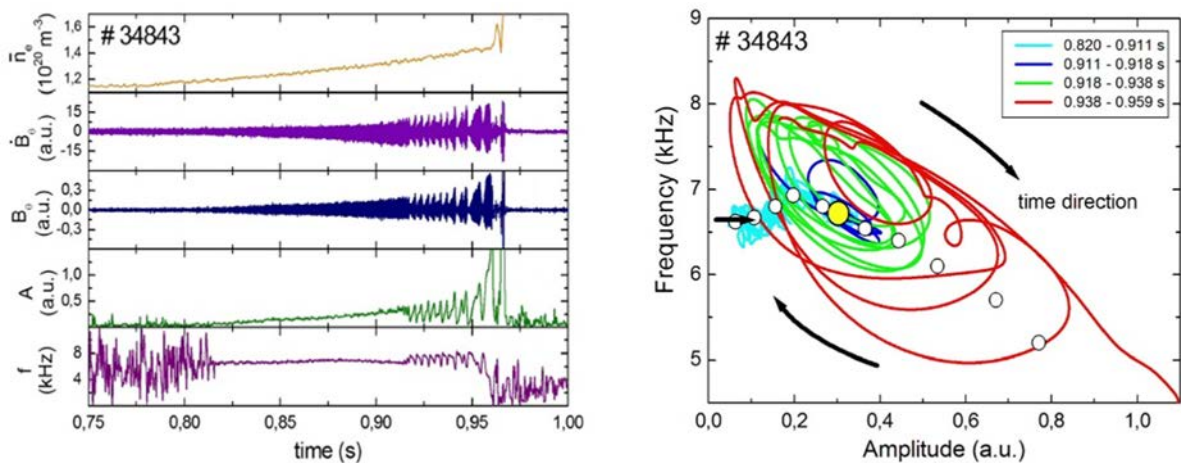 # 34843
n̄e
(10²⁰ m⁻³)
1,6
1,4
1,2
Ḃθ
(a.u.)
15
0
-15
Bθ
(a.u.)
0,3
0,0
-0,3
A
(a.u.)
1,0
0,5
f
(kHz)
8
4
0,75 0,80 0,85 0,90 0,95 1,00
time (s)
# 34843
0.820 - 0.911 s
0.911 - 0.918 s
0.918 - 0.938 s
0.938 - 0.959 s
time direction
Frequency (kHz)
9
8
7
6
5
0,0 0,2 0,4 0,6 0,8 1,0
Amplitude (a.u.)